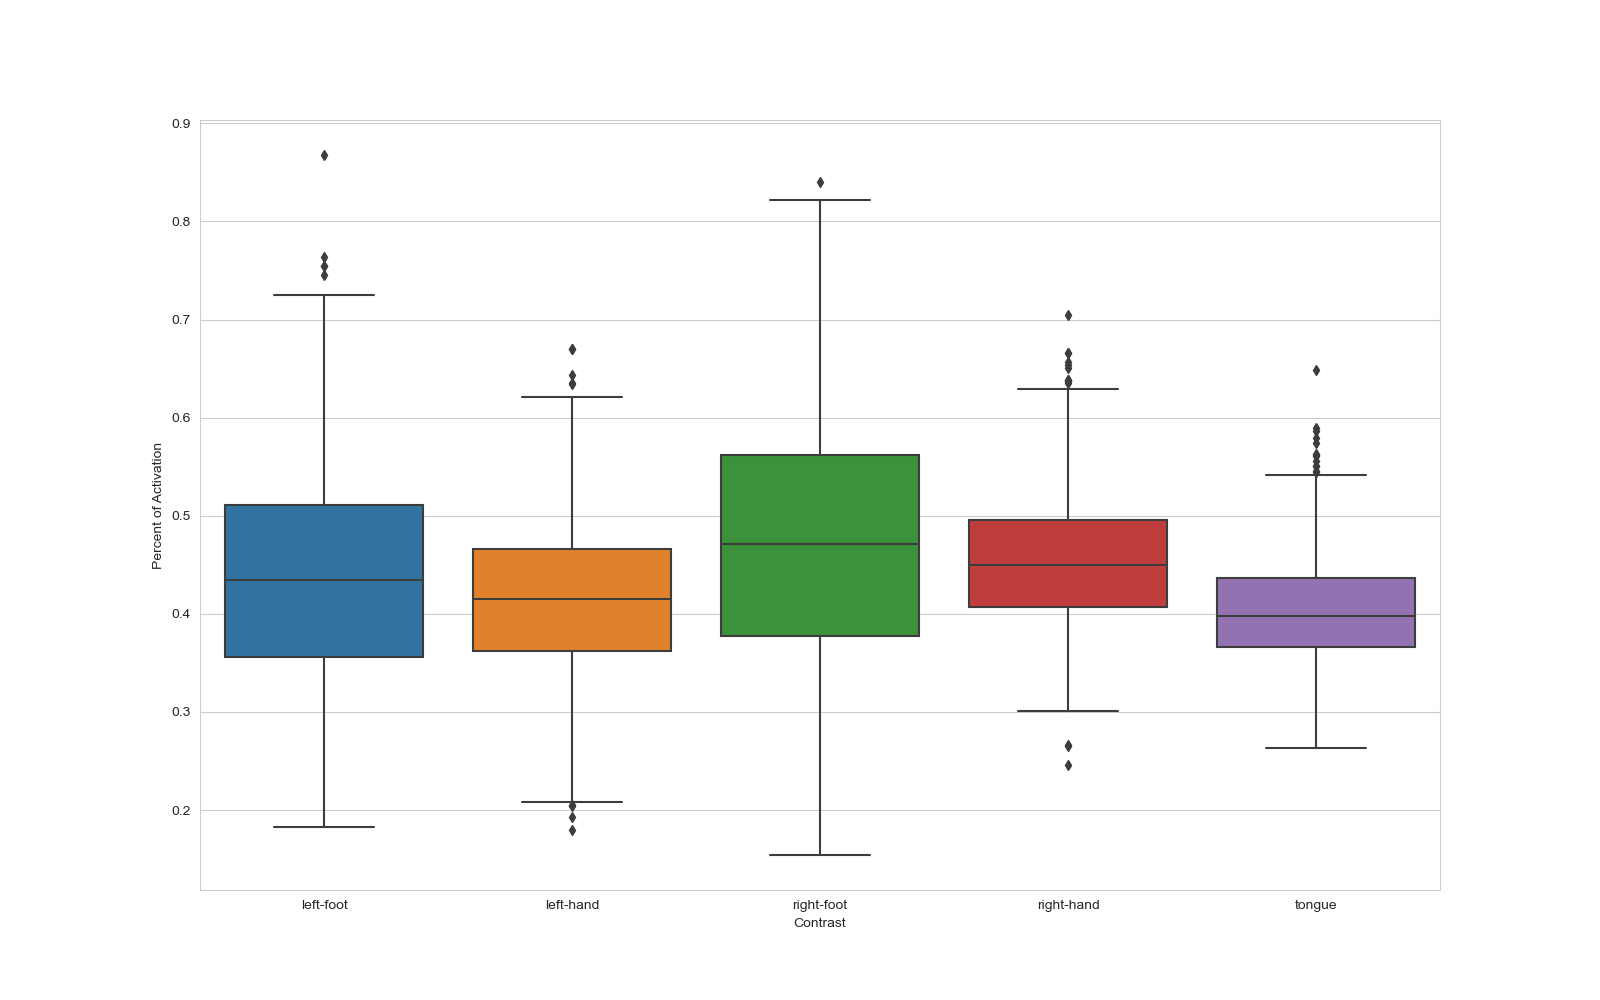 0.9
0.8
0.7
0.6
0.5
0.4
0.3
0.2
Percent of Activation
left-foot left-hand right-foot right-hand tongue
Contrast